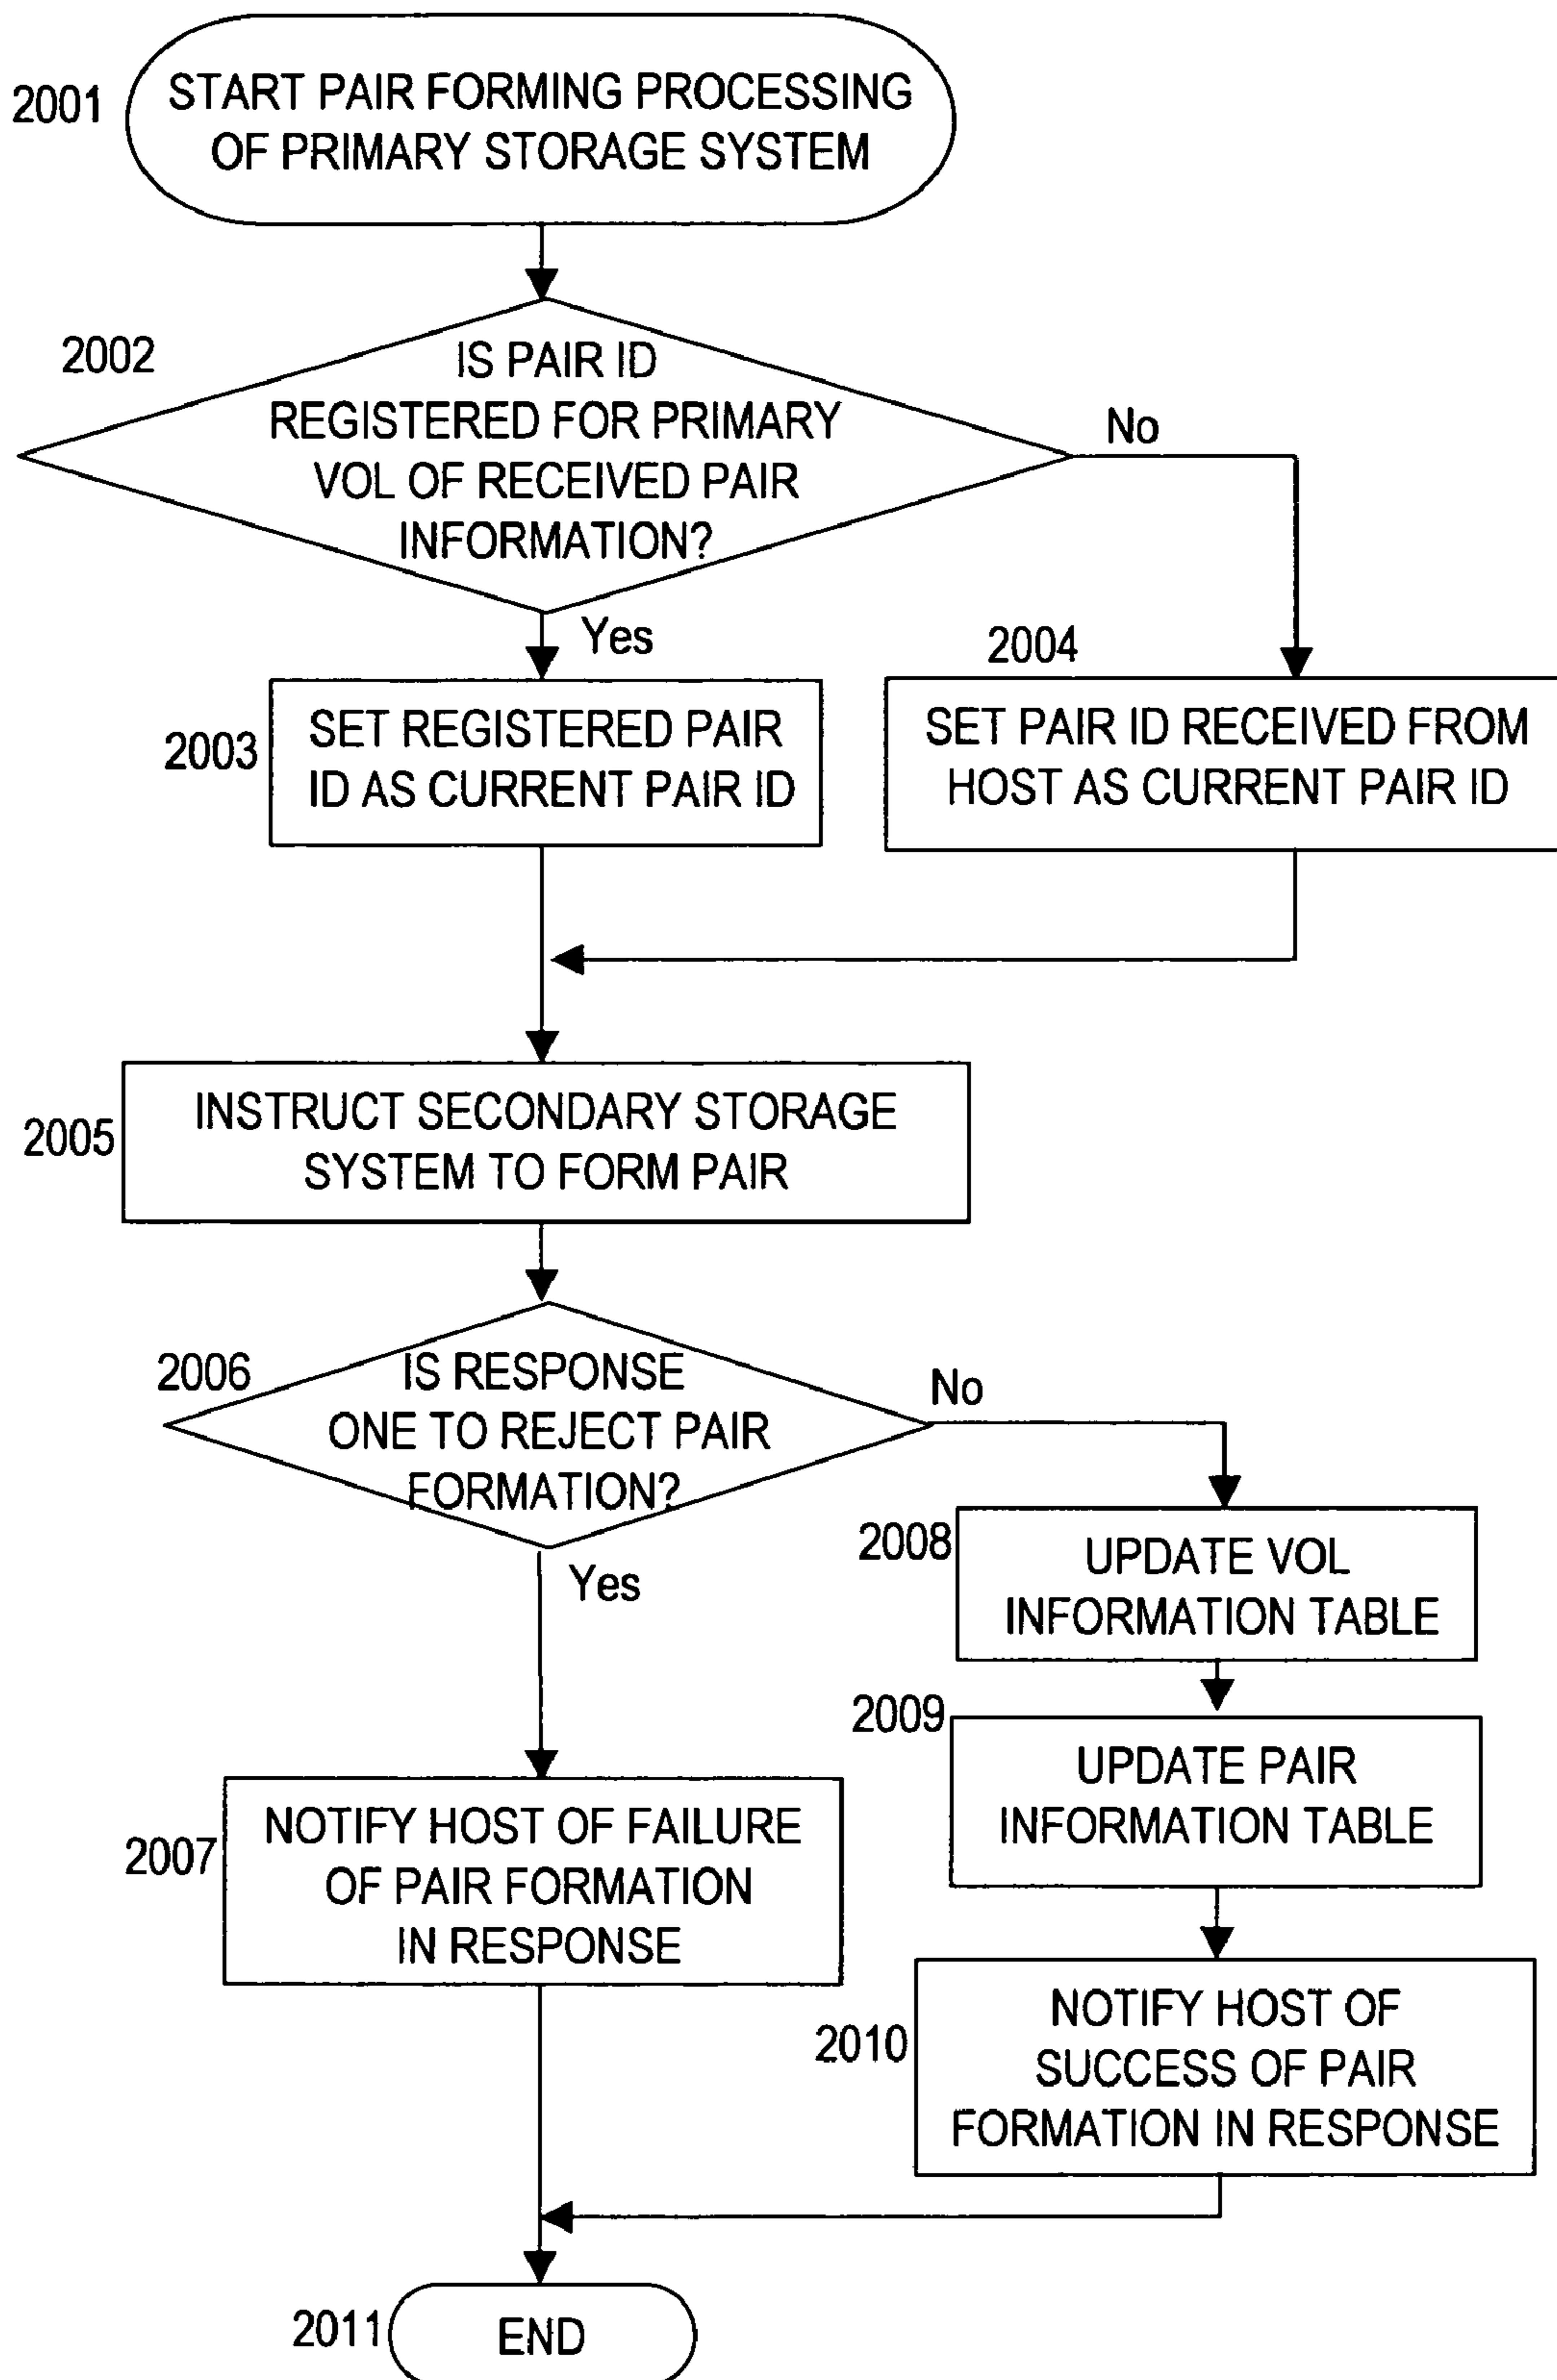 2001
START PAIR FORMING PROCESSING
OF PRIMARY STORAGE SYSTEM
2002
IS PAIR ID
REGISTERED FOR PRIMARY
VOL OF RECEIVED PAIR
INFORMATION?
No
Yes
2003
SET REGISTERED PAIR
ID AS CURRENT PAIR ID
2004
SET PAIR ID RECEIVED FROM
HOST AS CURRENT PAIR ID
2005
INSTRUCT SECONDARY STORAGE
SYSTEM TO FORM PAIR
2006
IS RESPONSE
ONE TO REJECT PAIR
FORMATION?
No
Yes
2008
UPDATE VOL
INFORMATION TABLE
2009
UPDATE PAIR
INFORMATION TABLE
2007
NOTIFY HOST OF FAILURE
OF PAIR FORMATION
IN RESPONSE
2010
NOTIFY HOST OF
SUCCESS OF PAIR
FORMATION IN RESPONSE
2011
END